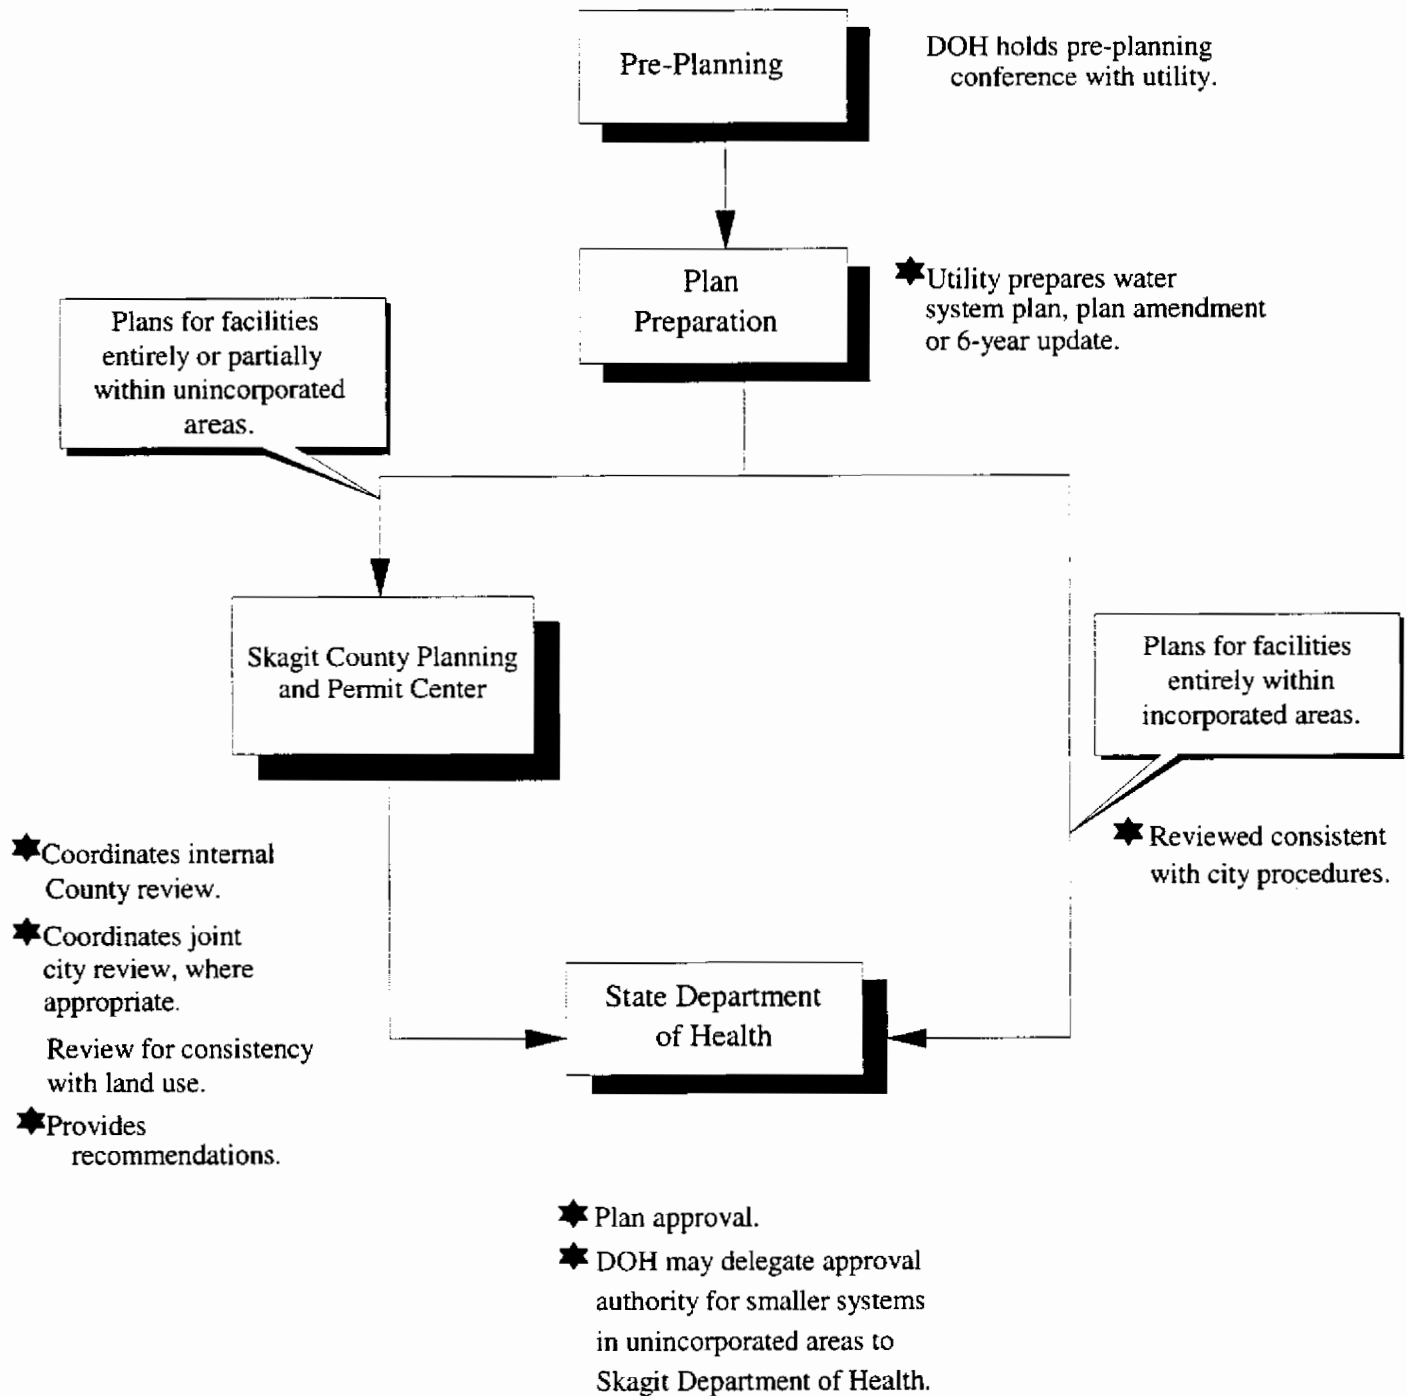 Pre-Planning
DOH holds pre-planning
conference with utility.
Plan
Preparation
Utility prepares water
system plan, plan amendment
or 6-year update.
Plans for facilities
entirely or partially
within unincorporated
areas.
Skagit County Planning
and Permit Center
Plans for facilities
entirely within
incorporated areas.
Reviewed consistent
with city procedures.
Coordinates internal
County review.
Coordinates joint
city review, where
appropriate.
Review for consistency
with land use.
Provides
recommendations.
State Department
of Health
Plan approval.
DOH may delegate approval
authority for smaller systems
in unincorporated areas to
Skagit Department of Health.